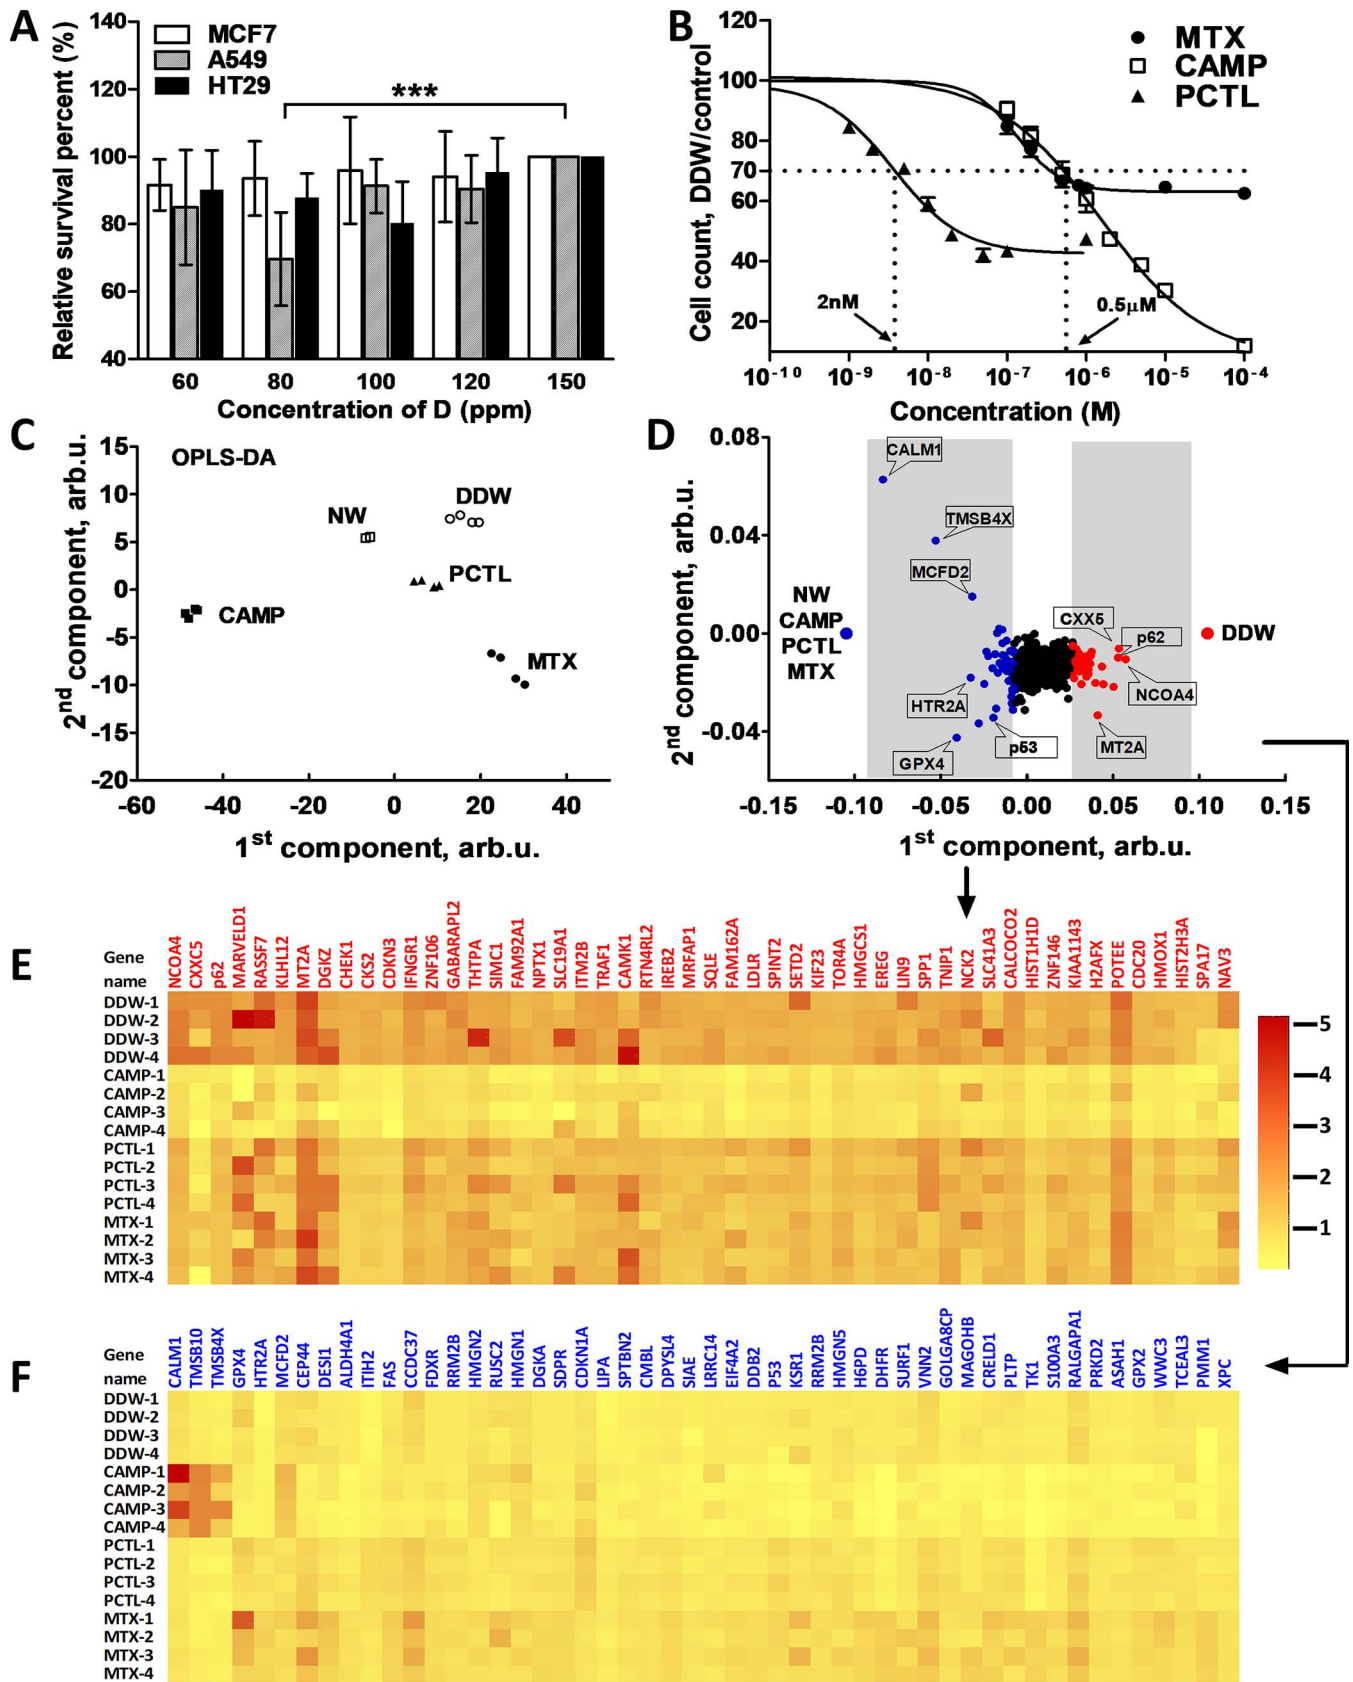 A
Relative survival percent (%)
140
120
100
80
60
40
MCF7
A549
HT29
***
60 80 100 120 150
Concentration of D (ppm)
B
Cell count, DDW/control
120
100
80
70
60
40
20
MTX
CAMP
PCTL
2nM
0.5μM
10⁻¹⁰ 10⁻⁹ 10⁻⁸ 10⁻⁷ 10⁻⁶ 10⁻⁵ 10⁻⁴
Concentration (M)
C
2nd component, arb.u.
15
10
5
0
-5
-10
-15
-20
OPLS-DA
NW
DDW
PCTL
CAMP
MTX
-60 -40 -20 0 20 40
1st component, arb.u.
D
2nd component, arb.u.
0.08
0.04
0.00
-0.04
CALM1
TMSB4X
MCFD2
NW
CAMP
PCTL
MTX
CXX5
p62
DDW
NCOA4
HTR2A
p53
MT2A
GPX4
-0.15 -0.10 -0.05 0.00 0.05 0.10 0.15
1st component, arb.u.
E
Gene
name
NCOA4
CXXC5
p62
MARVELD1
RASSF7
KLHL12
MT2A
DGKZ
CHEK1
CKS2
CDKN3
IFNGR1
ZNF106
GABARAPL2
THTPA
SIMC1
FAM92A1
NPTX1
SLC19A1
ITM2B
TRAF1
CAMK1
RTN4RL2
IREB2
MRFAP1
SQLE
FAM162A
LDLR
SPINT2
SETD2
KIF23
TOR4A
HMGCS1
EREG
LIN9
SPP1
TNIP1
NCK2
SLC41A3
CALCOCO2
HIST1H1D
ZNF146
KIAA1143
H2AFX
POTEE
CDC20
HMOX1
HIST2H3A
SPA17
NAV3
DDW-1
DDW-2
DDW-3
DDW-4
CAMP-1
CAMP-2
CAMP-3
CAMP-4
PCTL-1
PCTL-2
PCTL-3
PCTL-4
MTX-1
MTX-2
MTX-3
MTX-4
5
4
3
2
1
F
Gene
name
CALM1
TMSB10
TMSB4X
GPX4
HTR2A
MCFD2
CEP44
DESI1
ALDH4A1
ITIH2
FAS
CCDC37
FDXR
RRM2B
HMGN2
RUSC2
HMGN1
DGKA
SDPR
CDKN1A
LIPA
SPTBN2
CMBL
DPYSL4
SIAE
LRRC14
EIF4A2
DDB2
P53
KSR1
RRM2B
HMGN5
H6PD
DHFR
SURF1
VNN2
GOLGA8CP
MAGOHB
CRELD1
PLTP
TK1
S100A3
RALGAPA1
PRKD2
ASAH1
GPX2
WWC3
TCEAL3
PMM1
XPC
DDW-1
DDW-2
DDW-3
DDW-4
CAMP-1
CAMP-2
CAMP-3
CAMP-4
PCTL-1
PCTL-2
PCTL-3
PCTL-4
MTX-1
MTX-2
MTX-3
MTX-4